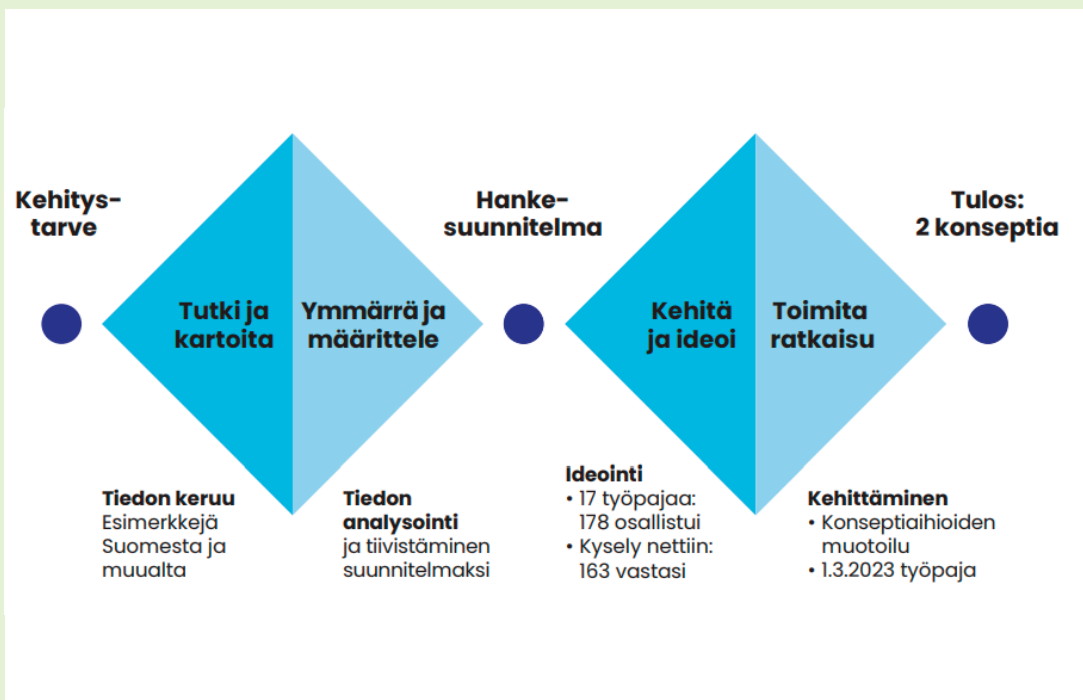 Kehitys-
tarve
Tutki ja
kartoita
Ymmärrä ja
määrittele
Hanke-
suunnitelma
Kehitä
ja ideoi
Toimita
ratkaisu
Tulos:
2 konseptia
Tiedon keruu
Esimerkkejä
Suomesta ja
muualta
Tiedon
analysointi
ja tiivistäminen
suunnitelmaksi
Ideointi
• 17 työpajaa:
178 osallistui
• Kysely nettiin:
163 vastasi
Kehittäminen
• Konseptiaihioiden
muotoilu
• 1.3.2023 työpaja